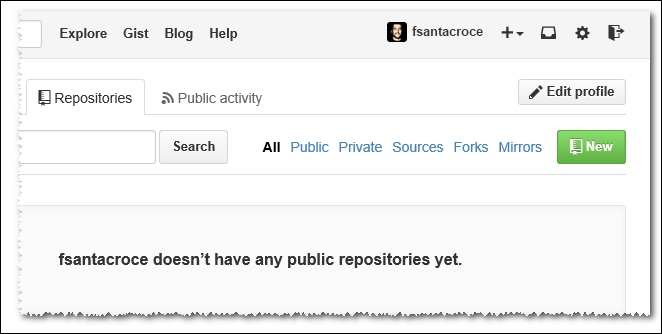 Explore Gist Blog Help fsantacroce
Repositories Public activity Edit profile
Search All Public Private Sources Forks Mirrors New
fsantacroce doesn’t have any public repositories yet.